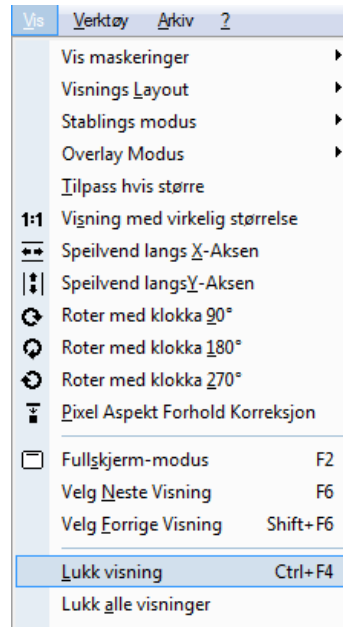 Vis Verktøy Arkiv ?
Vis maskeringer
Visnings Layout
Stablings modus
Overlay Modus
Tilpass hvis større
1:1 Visning med virkelig størrelse
Speilvend langs X-Aksen
Speilvend langsY-Aksen
Roter med klokka 90°
Roter med klokka 180°
Roter med klokka 270°
Pixel Aspekt Forhold Korreksjon
Fullskjerm-modus F2
Velg Neste Visning F6
Velg Forrige Visning Shift+F6
Lukk visning Ctrl+F4
Lukk alle visninger